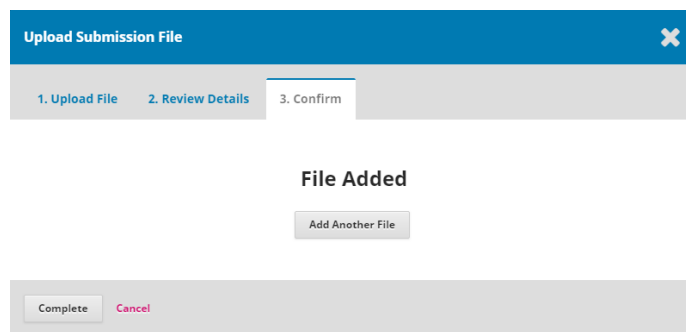 Upload Submission File
1. Upload File 2. Review Details 3. Confirm
File Added
Add Another File
Complete Cancel